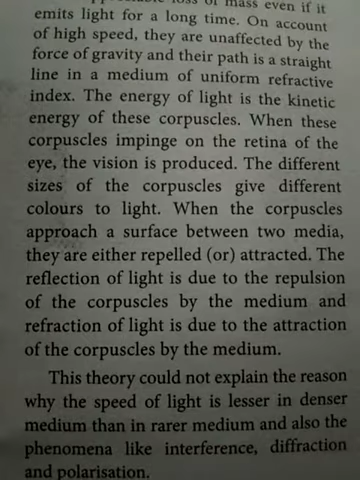 loss of mass even if it
emits light for a long time. On account
of high speed, they are unaffected by the
force of gravity and their path is a straight
line in a medium of uniform refractive
index. The energy of light is the kinetic
energy of these corpuscles. When these
corpuscles impinge on the retina of the
eye, the vision is produced. The different
sizes of the corpuscles give different
colours to light. When the corpuscles
approach a surface between two media,
they are either repelled (or) attracted. The
reflection of light is due to the repulsion
of the corpuscles by the medium and
refraction of light is due to the attraction
of the corpuscles by the medium.
This theory could not explain the reason
why the speed of light is lesser in denser
medium than in rarer medium and also the
phenomena like interference, diffraction
and polarisation.